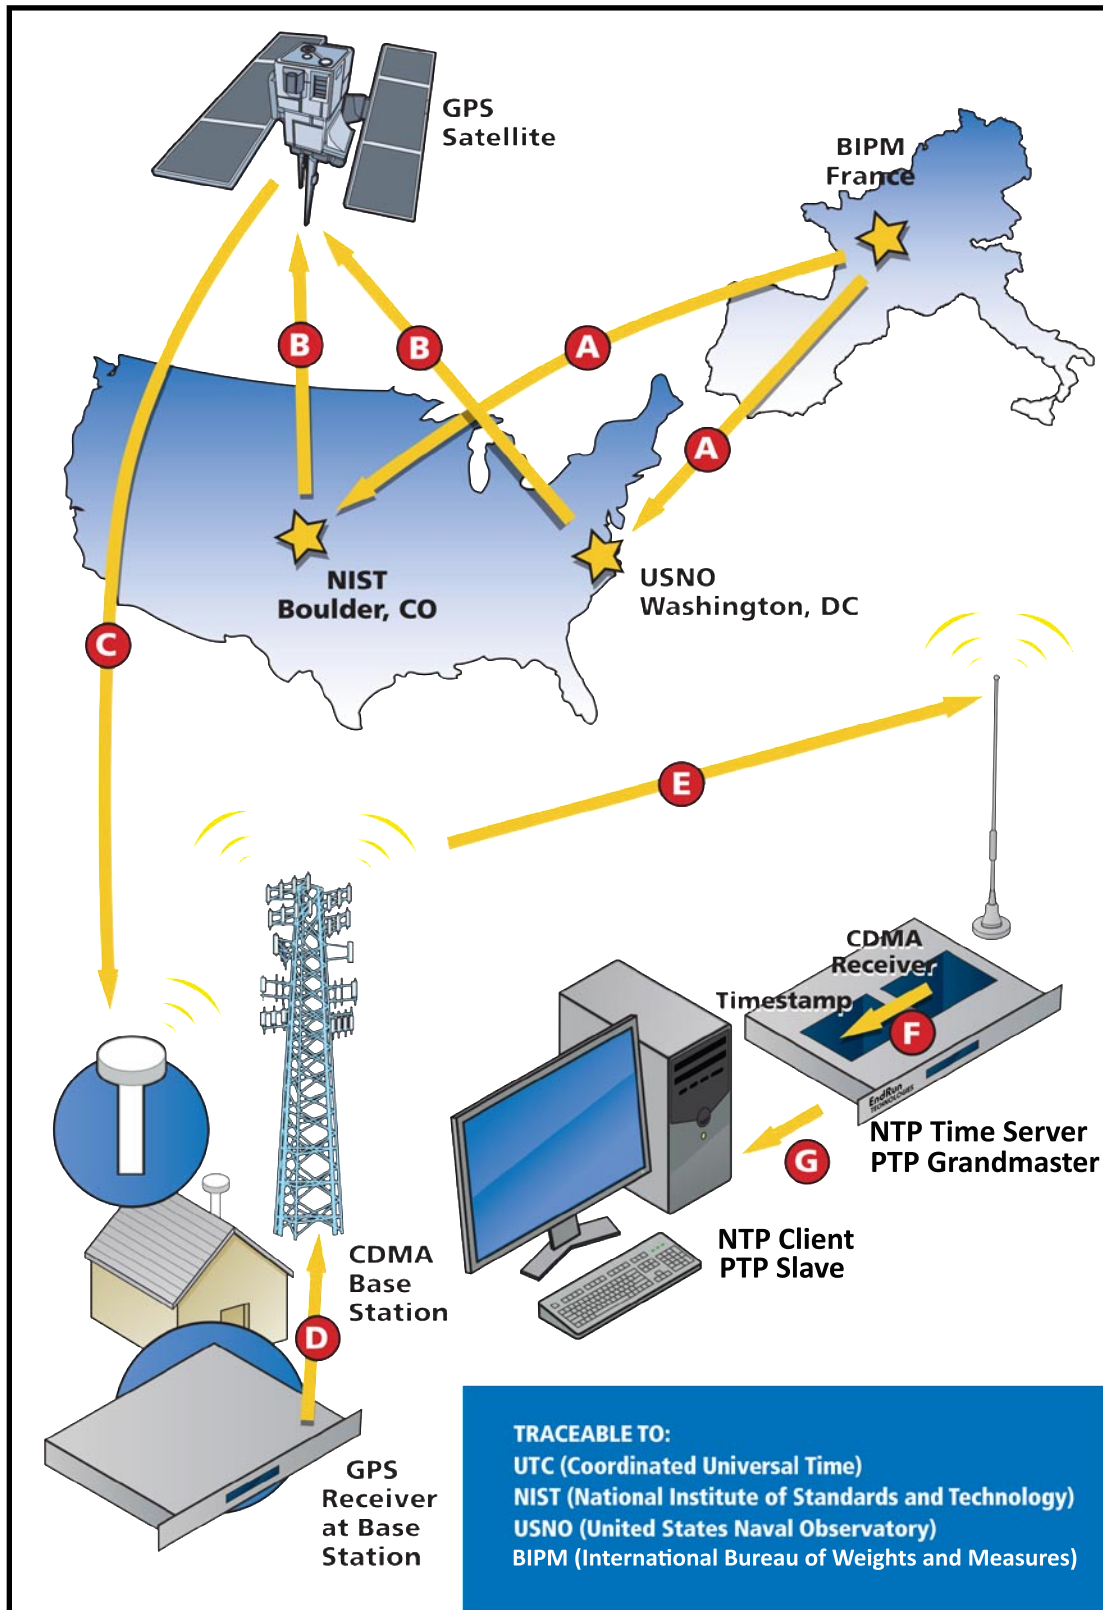 GPS
Satellite
BIPM
France
B
B
A
A
NIST
Boulder, CO
USNO
Washington, DC
C
E
CDMA
Receiver
Timestamp
F
EndRun
TECHNOLOGIES
NTP Time Server
PTP Grandmaster
G
NTP Client
PTP Slave
CDMA
Base
Station
D
GPS
Receiver
at Base
Station
TRACEABLE TO:
UTC (Coordinated Universal Time)
NIST (National Institute of Standards and Technology)
USNO (United States Naval Observatory)
BIPM (International Bureau of Weights and Measures)